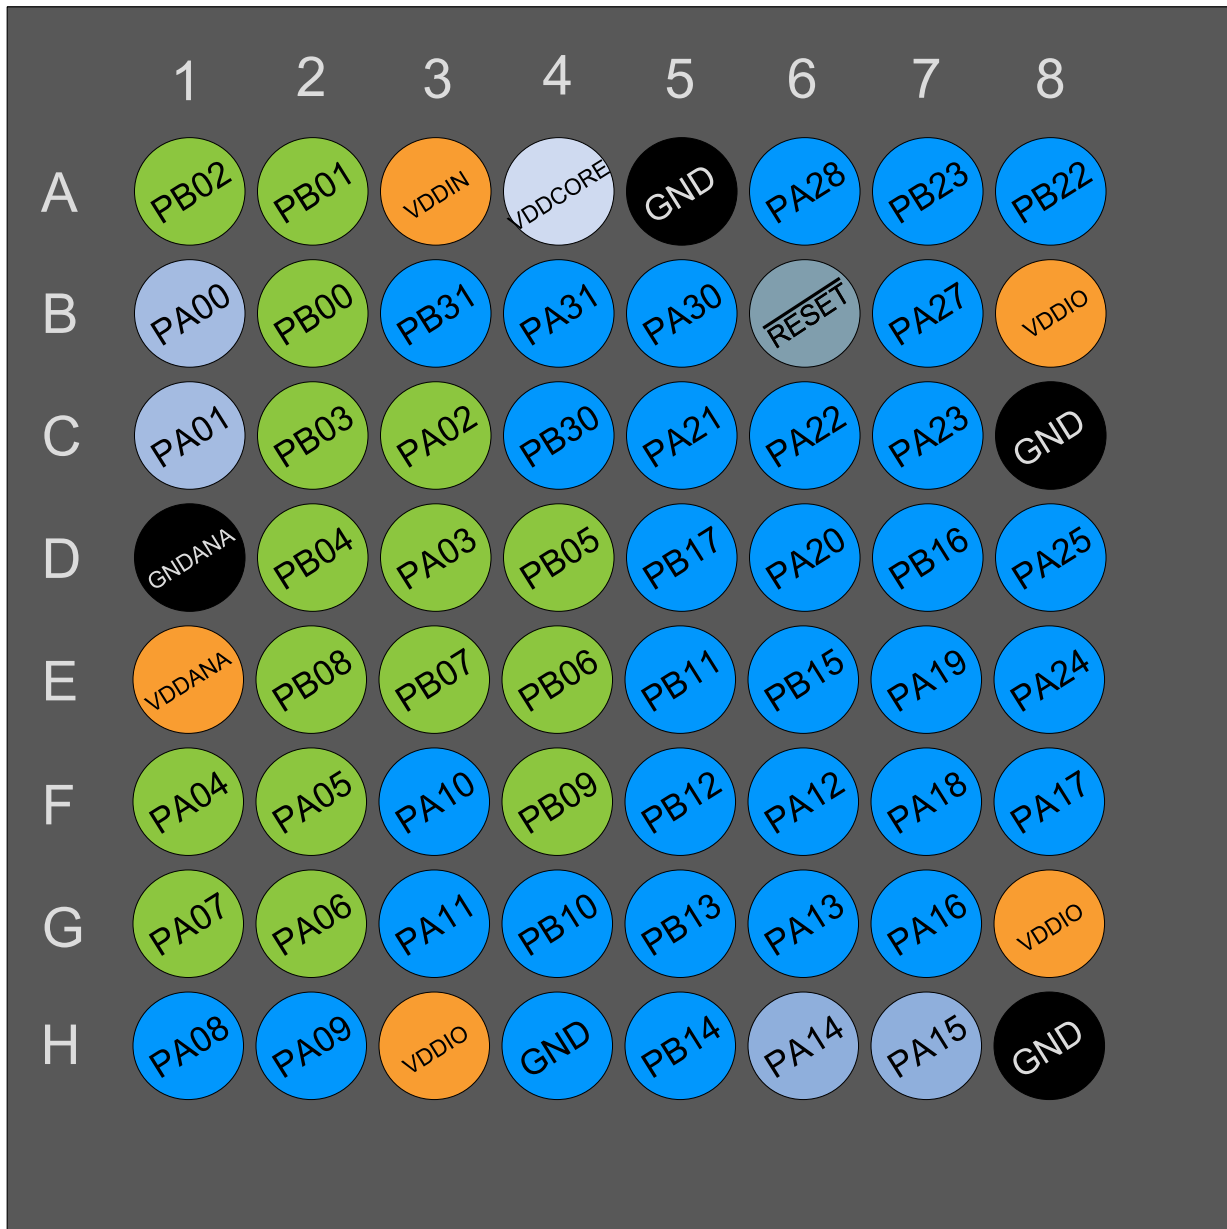 1 2 3 4 5 6 7 8
A PB02 PB01 VDDIN VDDCORE GND PA28 PB23 PB22
B PA00 PB00 PB31 PA31 PA30 RESET PA27 VDDIO
C PA01 PB03 PA02 PB30 PA21 PA22 PA23 GND
D GNDANA PB04 PA03 PB05 PB17 PA20 PB16 PA25
E VDDANA PB08 PB07 PB06 PB11 PB15 PA19 PA24
F PA04 PA05 PA10 PB09 PB12 PA12 PA18 PA17
G PA07 PA06 PA11 PB10 PB13 PA13 PA16 VDDIO
H PA08 PA09 VDDIO GND PB14 PA14 PA15 GND